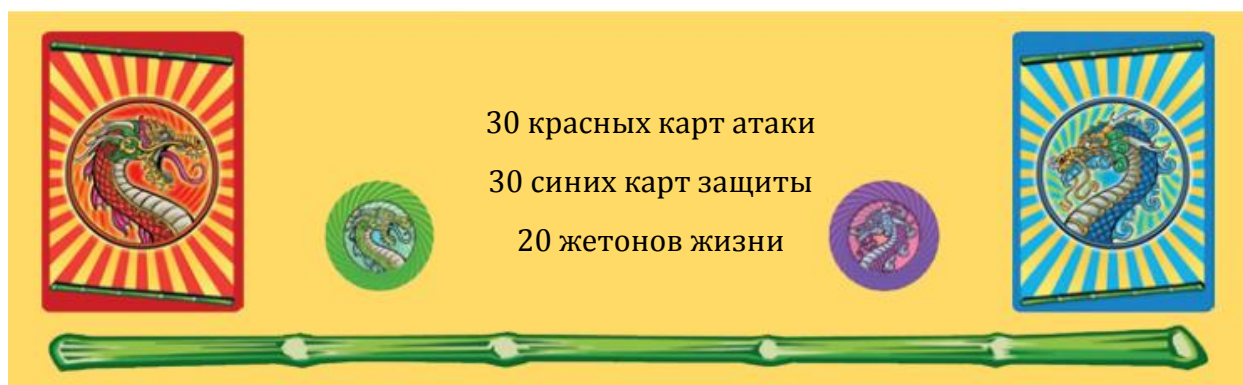 30 красных карт атаки
30 синих карт защиты
20 жетонов жизни